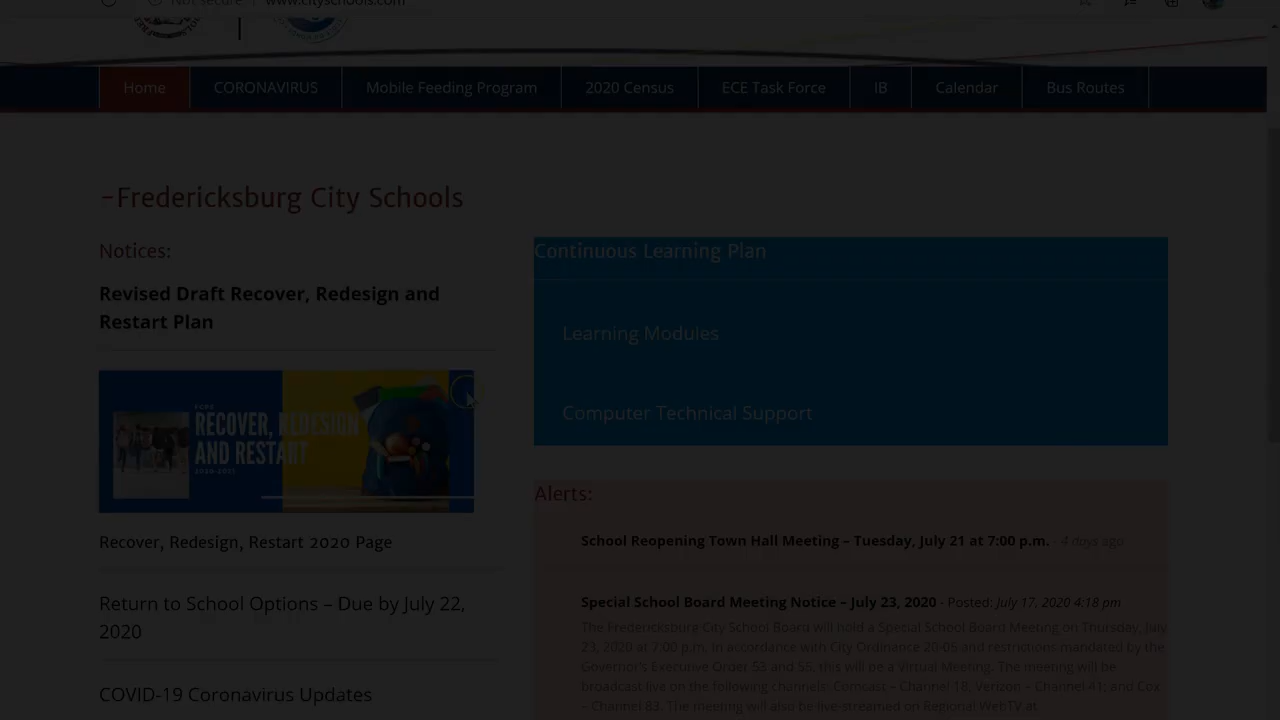 Not secure www.cityschools.com
Home CORONAVIRUS Mobile Feeding Program 2020 Census ECE Task Force IB Calendar Bus Routes
-Fredericksburg City Schools
Notices:
Revised Draft Recover, Redesign and
Restart Plan
FCPS
RECOVER, REDESIGN
AND RESTART
2020-2021
Recover, Redesign, Restart 2020 Page
Return to School Options – Due by July 22,
2020
COVID-19 Coronavirus Updates
Continuous Learning Plan
Learning Modules
Computer Technical Support
Alerts:
School Reopening Town Hall Meeting – Tuesday, July 21 at 7:00 p.m. - 4 days ago
Special School Board Meeting Notice – July 23, 2020 - Posted: July 17, 2020 4:18 pm
The Fredericksburg City School Board will hold a Special School Board Meeting on Thursday, July
23, 2020 at 7:00 p.m. in accordance with City Ordinance 20-05 and restrictions mandated by the
Governor's Executive Order 53 and 55, this will be a Virtual Meeting. The meeting will be
broadcast live on the following channels: Comcast – Channel 18, Verizon – Channel 41; and Cox
– Channel 83. The meeting will also be live-streamed on Regional WebTV at